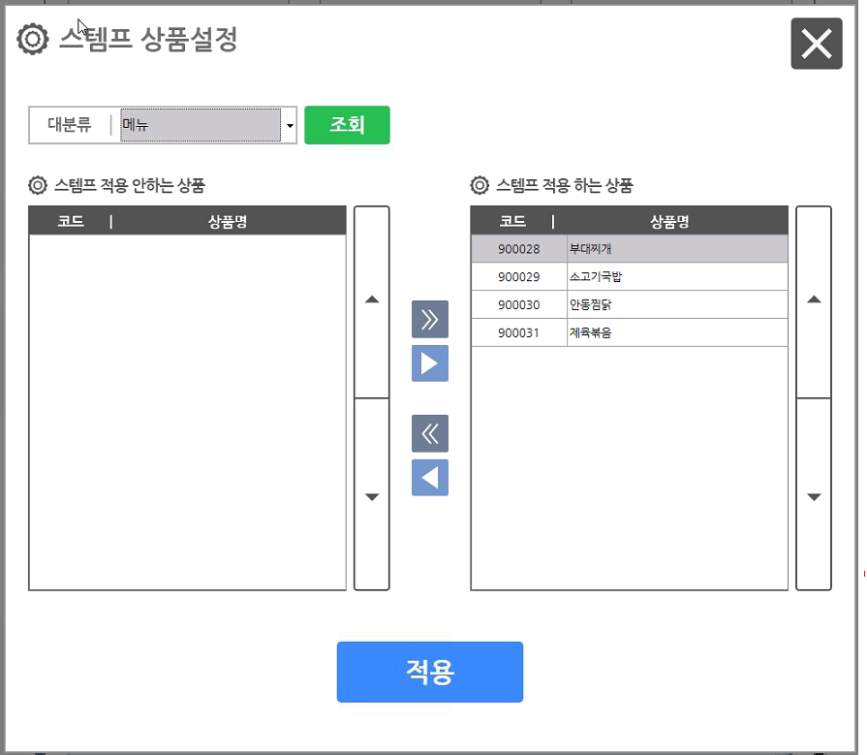 스템프 상품설정
대분류 | 메뉴 조회
스템프 적용 안하는 상품
코드 | 상품명
스템프 적용 하는 상품
코드 | 상품명
900028 부대찌개
900029 소고기국밥
900030 안동찜닭
900031 제육볶음
적용